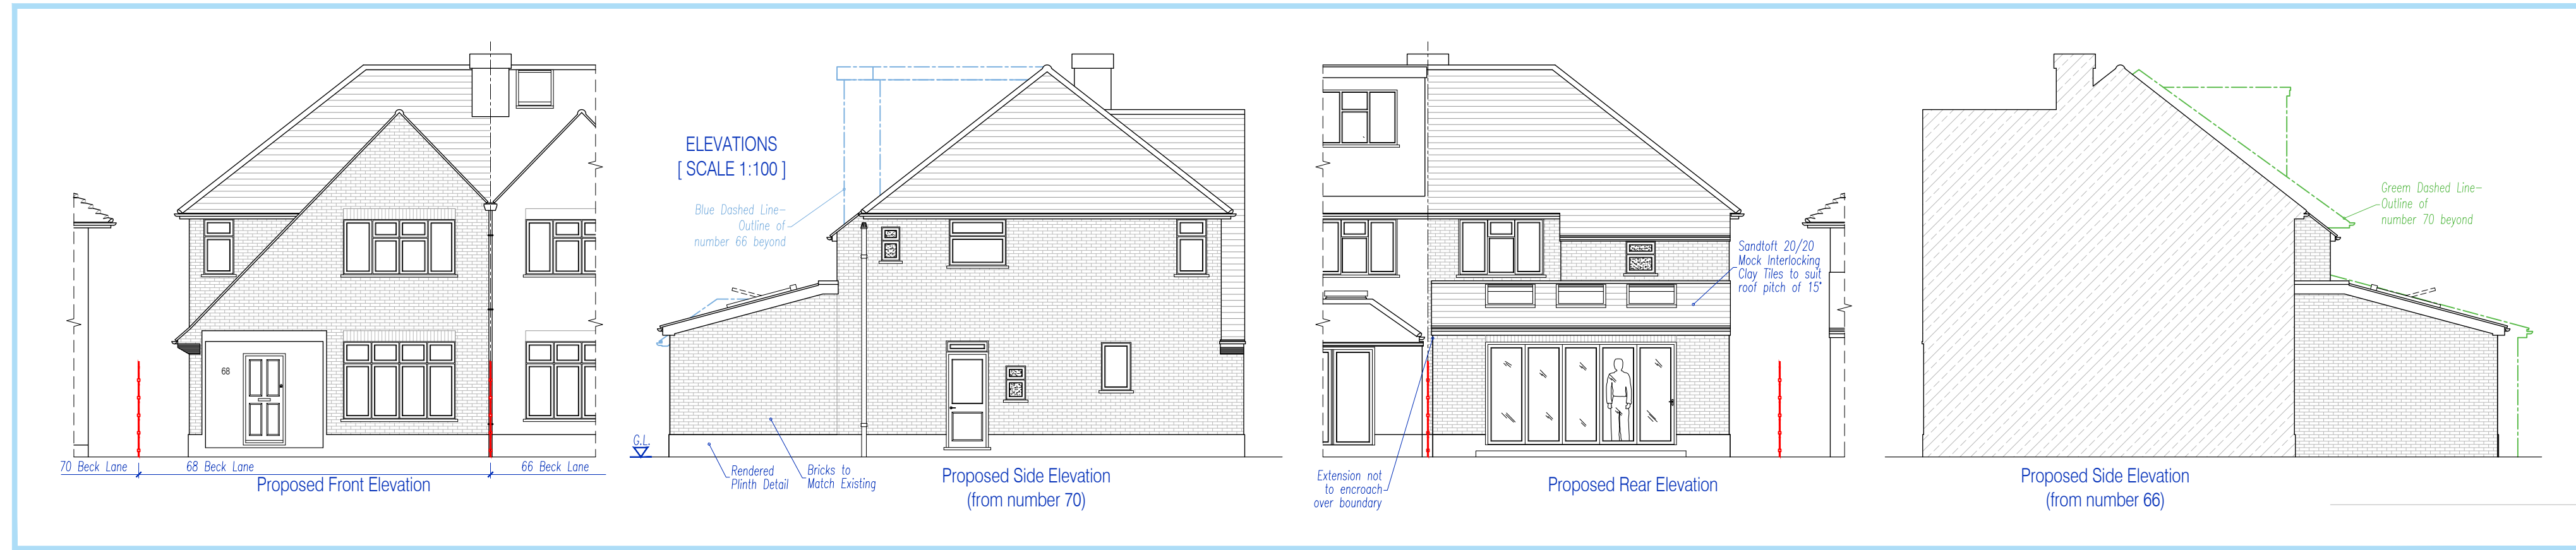 ELEVATIONS
[ SCALE 1:100 ]
Blue Dashed Line-
Outline of
number 66 beyond
68
70 Beck Lane
68 Beck Lane
66 Beck Lane
Proposed Front Elevation
G.L.
Rendered
Plinth Detail
Bricks to
Match Existing
Proposed Side Elevation
(from number 70)
Sandtoft 20/20
Mock Interlocking
Clay Tiles to suit
roof pitch of 15°
Extension not
to encroach
over boundary
Proposed Rear Elevation
Greem Dashed Line-
Outline of
number 70 beyond
Proposed Side Elevation
(from number 66)